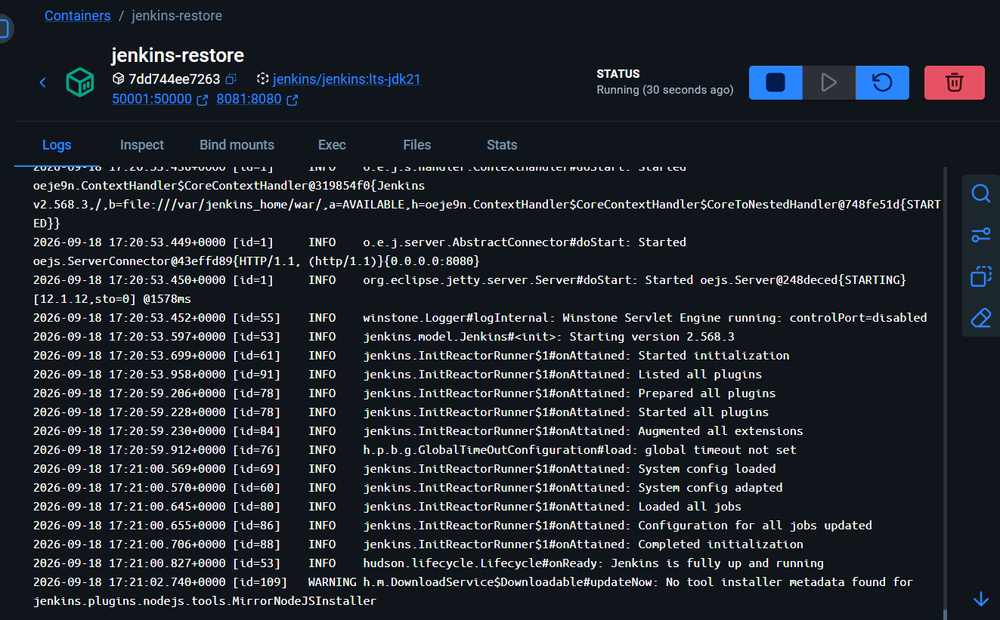 Containers / jenkins-restore
jenkins-restore
7dd744ee7263 jenkins/jenkins:lts-jdk21
50001:50000 8081:8080
STATUS
Running (30 seconds ago)
Logs Inspect Bind mounts Exec Files Stats
2026-09-18 17:20:53.436+0000 [id=1] INFO o.e.j.s.handler.ContextHandler#doStart: Started
oeje9n.ContextHandler$CoreContextHandler@319854f0{Jenkins
v2.568.3,/,b=file:///var/jenkins_home/war/,a=AVAILABLE,h=oeje9n.ContextHandler$CoreContextHandler$CoreToNestedHandler@748fe51d{START
ED}}
2026-09-18 17:20:53.449+0000 [id=1] INFO o.e.j.server.AbstractConnector#doStart: Started
oejs.ServerConnector@43effd89{HTTP/1.1, (http/1.1)}{0.0.0.0:8080}
2026-09-18 17:20:53.450+0000 [id=1] INFO org.eclipse.jetty.server.Server#doStart: Started oejs.Server@248deced{STARTING}
[12.1.12,sto=0] @1578ms
2026-09-18 17:20:53.452+0000 [id=55] INFO winstone.Logger#logInternal: Winstone Servlet Engine running: controlPort=disabled
2026-09-18 17:20:53.597+0000 [id=53] INFO jenkins.model.Jenkins#<init>: Starting version 2.568.3
2026-09-18 17:20:53.699+0000 [id=61] INFO jenkins.InitReactorRunner$1#onAttained: Started initialization
2026-09-18 17:20:53.958+0000 [id=91] INFO jenkins.InitReactorRunner$1#onAttained: Listed all plugins
2026-09-18 17:20:59.206+0000 [id=78] INFO jenkins.InitReactorRunner$1#onAttained: Prepared all plugins
2026-09-18 17:20:59.228+0000 [id=78] INFO jenkins.InitReactorRunner$1#onAttained: Started all plugins
2026-09-18 17:20:59.230+0000 [id=84] INFO jenkins.InitReactorRunner$1#onAttained: Augmented all extensions
2026-09-18 17:20:59.912+0000 [id=76] INFO h.p.b.g.GlobalTimeOutConfiguration#load: global timeout not set
2026-09-18 17:21:00.569+0000 [id=69] INFO jenkins.InitReactorRunner$1#onAttained: System config loaded
2026-09-18 17:21:00.570+0000 [id=60] INFO jenkins.InitReactorRunner$1#onAttained: System config adapted
2026-09-18 17:21:00.645+0000 [id=80] INFO jenkins.InitReactorRunner$1#onAttained: Loaded all jobs
2026-09-18 17:21:00.655+0000 [id=86] INFO jenkins.InitReactorRunner$1#onAttained: Configuration for all jobs updated
2026-09-18 17:21:00.706+0000 [id=88] INFO jenkins.InitReactorRunner$1#onAttained: Completed initialization
2026-09-18 17:21:00.827+0000 [id=53] INFO hudson.lifecycle.Lifecycle#onReady: Jenkins is fully up and running
2026-09-18 17:21:02.740+0000 [id=109] WARNING h.m.DownloadService$Downloadable#updateNow: No tool installer metadata found for
jenkins.plugins.nodejs.tools.MirrorNodeJSInstaller